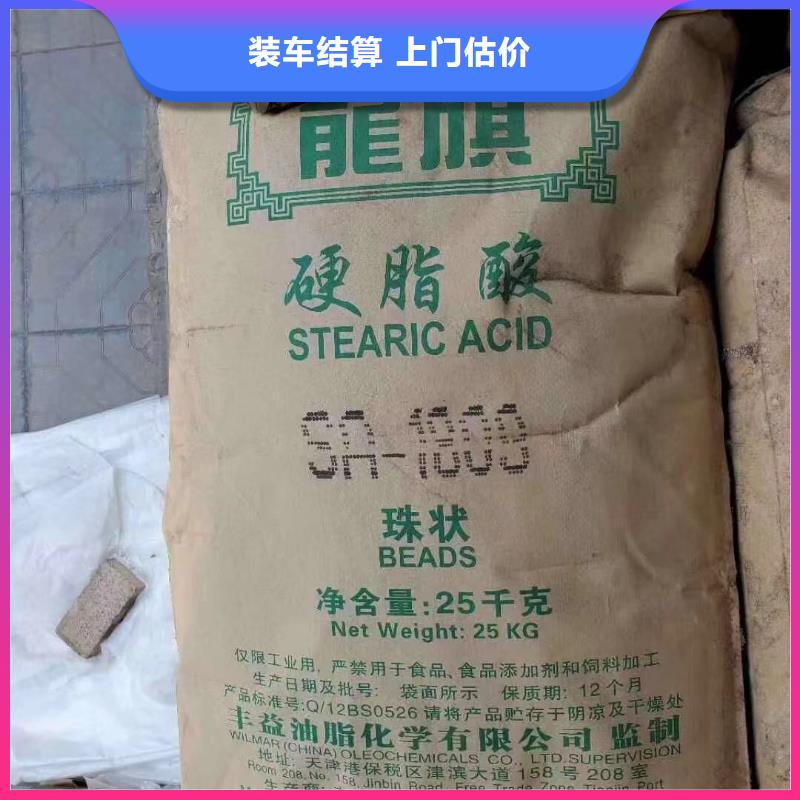 装车结算 上门估价
龍旗
硬脂酸
STEARIC ACID
SA-1803
珠状
BEADS
净含量:25千克
Net Weight: 25 KG
仅限工业用，严禁用于食品、食品添加剂和饲料加工
生产日期及批号: 袋面所示 保质期: 12个月
产品标准号:Q/12BS0526 请将产品贮存于阴凉及干燥处
丰益油脂化学有限公司 监制
WILMAR (CHINA) OLEOCHEMICALS CO., LTD.SUPERVISION
地址: 天津港保税区津滨大道158号208室
Room 208, No. 158, Jinbin Road, Free Trade Zone, Tianjin Port
生产商: